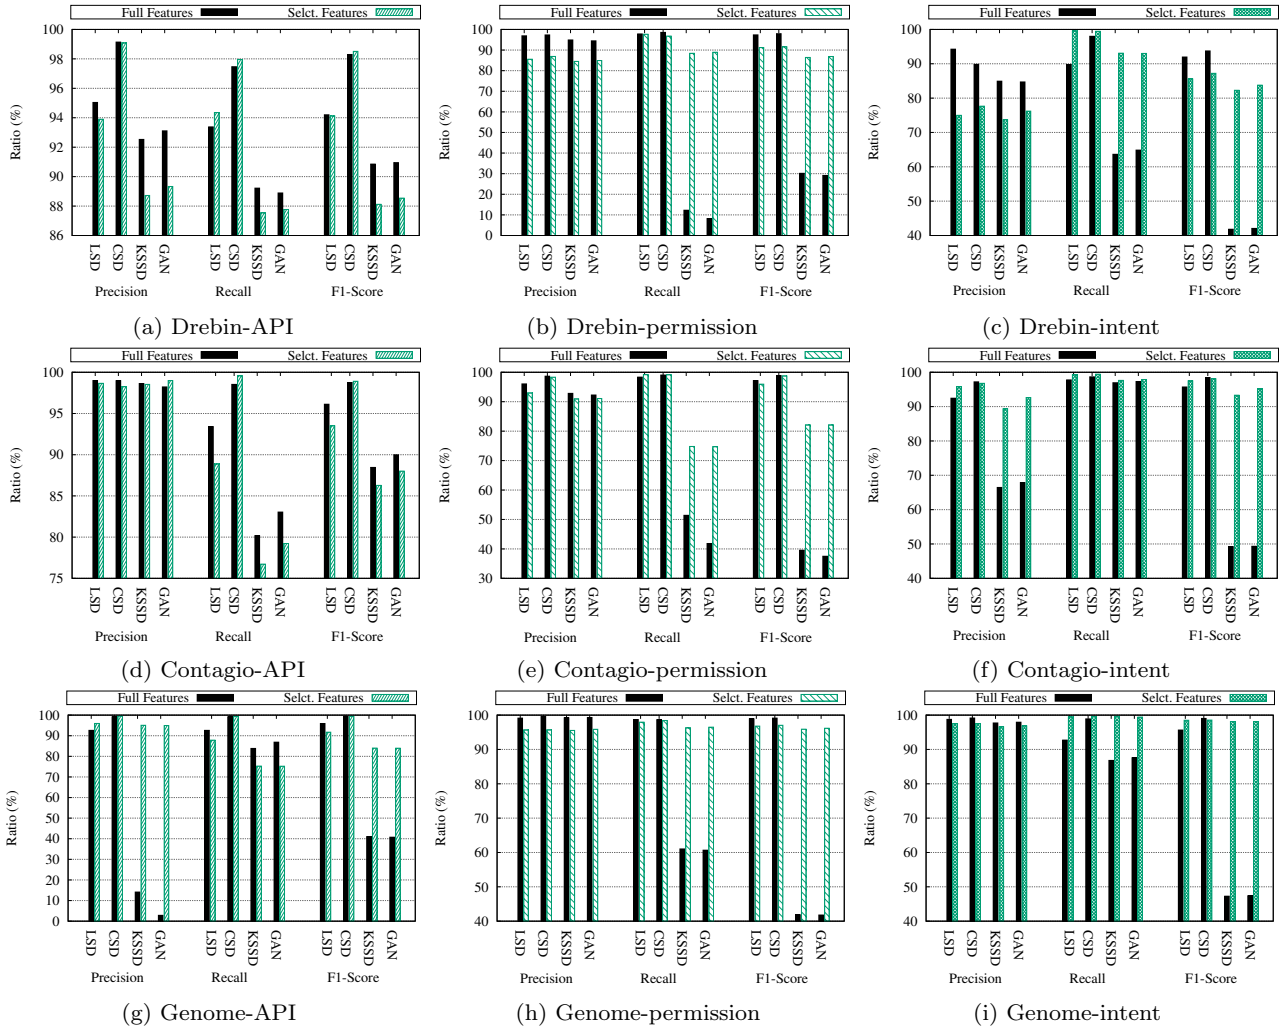 Full Features Selct. Features
100
98
96
94
92
90
88
86
Ratio (%)
LSD CSD KSSD GAN LSD CSD KSSD GAN LSD CSD KSSD GAN
Precision Recall F1-Score
(a) Drebin-API
Full Features Selct. Features
100
90
80
70
60
50
40
30
20
10
0
Ratio (%)
LSD CSD KSSD GAN LSD CSD KSSD GAN LSD CSD KSSD GAN
Precision Recall F1-Score
(b) Drebin-permission
Full Features Selct. Features
100
90
80
70
60
50
40
Ratio (%)
LSD CSD KSSD GAN LSD CSD KSSD GAN LSD CSD KSSD GAN
Precision Recall F1-Score
(c) Drebin-intent
Full Features Selct. Features
100
95
90
85
80
75
Ratio (%)
LSD CSD KSSD GAN LSD CSD KSSD GAN LSD CSD KSSD GAN
Precision Recall F1-Score
(d) Contagio-API
Full Features Selct. Features
100
90
80
70
60
50
40
30
Ratio (%)
LSD CSD KSSD GAN LSD CSD KSSD GAN LSD CSD KSSD GAN
Precision Recall F1-Score
(e) Contagio-permission
Full Features Selct. Features
100
90
80
70
60
50
40
Ratio (%)
LSD CSD KSSD GAN LSD CSD KSSD GAN LSD CSD KSSD GAN
Precision Recall F1-Score
(f) Contagio-intent
Full Features Selct. Features
100
90
80
70
60
50
40
30
20
10
0
Ratio (%)
LSD CSD KSSD GAN LSD CSD KSSD GAN LSD CSD KSSD GAN
Precision Recall F1-Score
(g) Genome-API
Full Features Selct. Features
100
90
80
70
60
50
40
Ratio (%)
LSD CSD KSSD GAN LSD CSD KSSD GAN LSD CSD KSSD GAN
Precision Recall F1-Score
(h) Genome-permission
Full Features Selct. Features
100
90
80
70
60
50
40
Ratio (%)
LSD CSD KSSD GAN LSD CSD KSSD GAN LSD CSD KSSD GAN
Precision Recall F1-Score
(i) Genome-intent